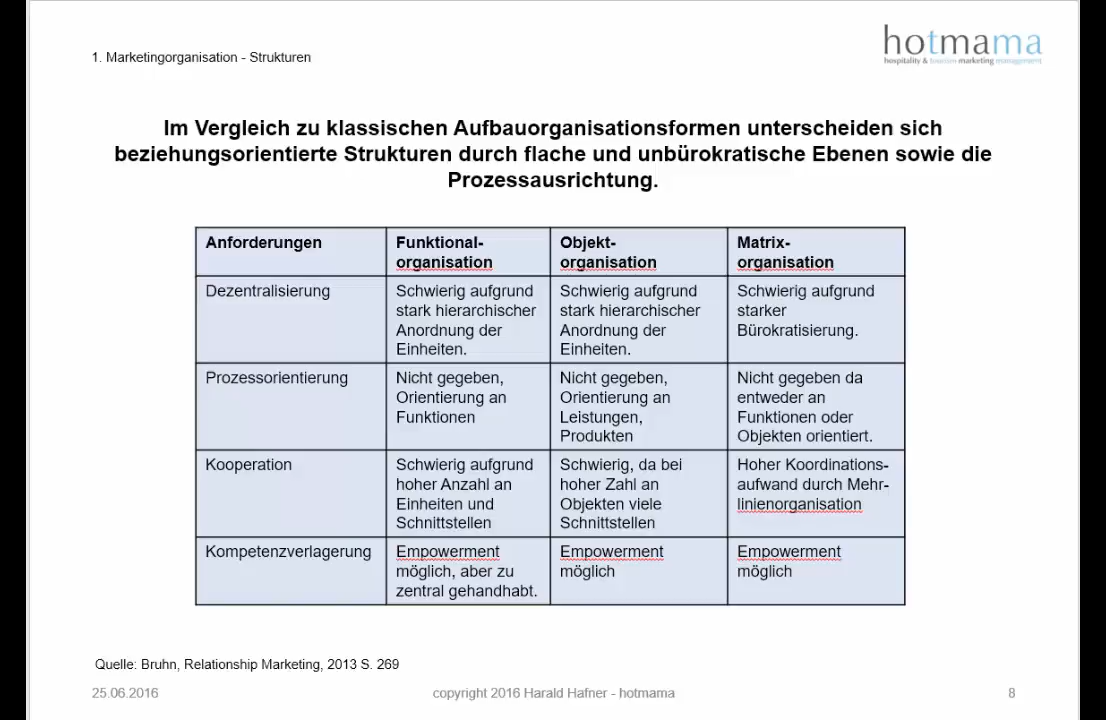 1. Marketingorganisation - Strukturen
hotmama
hospitality & tourism marketing management
Im Vergleich zu klassischen Aufbauorganisationsformen unterscheiden sich
beziehungsorientierte Strukturen durch flache und unbürokratische Ebenen sowie die
Prozessausrichtung.
Anforderungen
Funktional-
organisation
Objekt-
organisation
Matrix-
organisation
Dezentralisierung
Schwierig aufgrund
stark hierarchischer
Anordnung der
Einheiten.
Schwierig aufgrund
stark hierarchischer
Anordnung der
Einheiten.
Schwierig aufgrund
starker
Bürokratisierung.
Prozessorientierung
Nicht gegeben,
Orientierung an
Funktionen
Nicht gegeben,
Orientierung an
Leistungen,
Produkten
Nicht gegeben da
entweder an
Funktionen oder
Objekten orientiert.
Kooperation
Schwierig aufgrund
hoher Anzahl an
Einheiten und
Schnittstellen
Schwierig, da bei
hoher Zahl an
Objekten viele
Schnittstellen
Hoher Koordinations-
aufwand durch Mehr-
linienorganisation
Kompetenzverlagerung
Empowerment
möglich, aber zu
zentral gehandhabt.
Empowerment
möglich
Empowerment
möglich
Quelle: Bruhn, Relationship Marketing, 2013 S. 269
25.06.2016
copyright 2016 Harald Hafner - hotmama
8